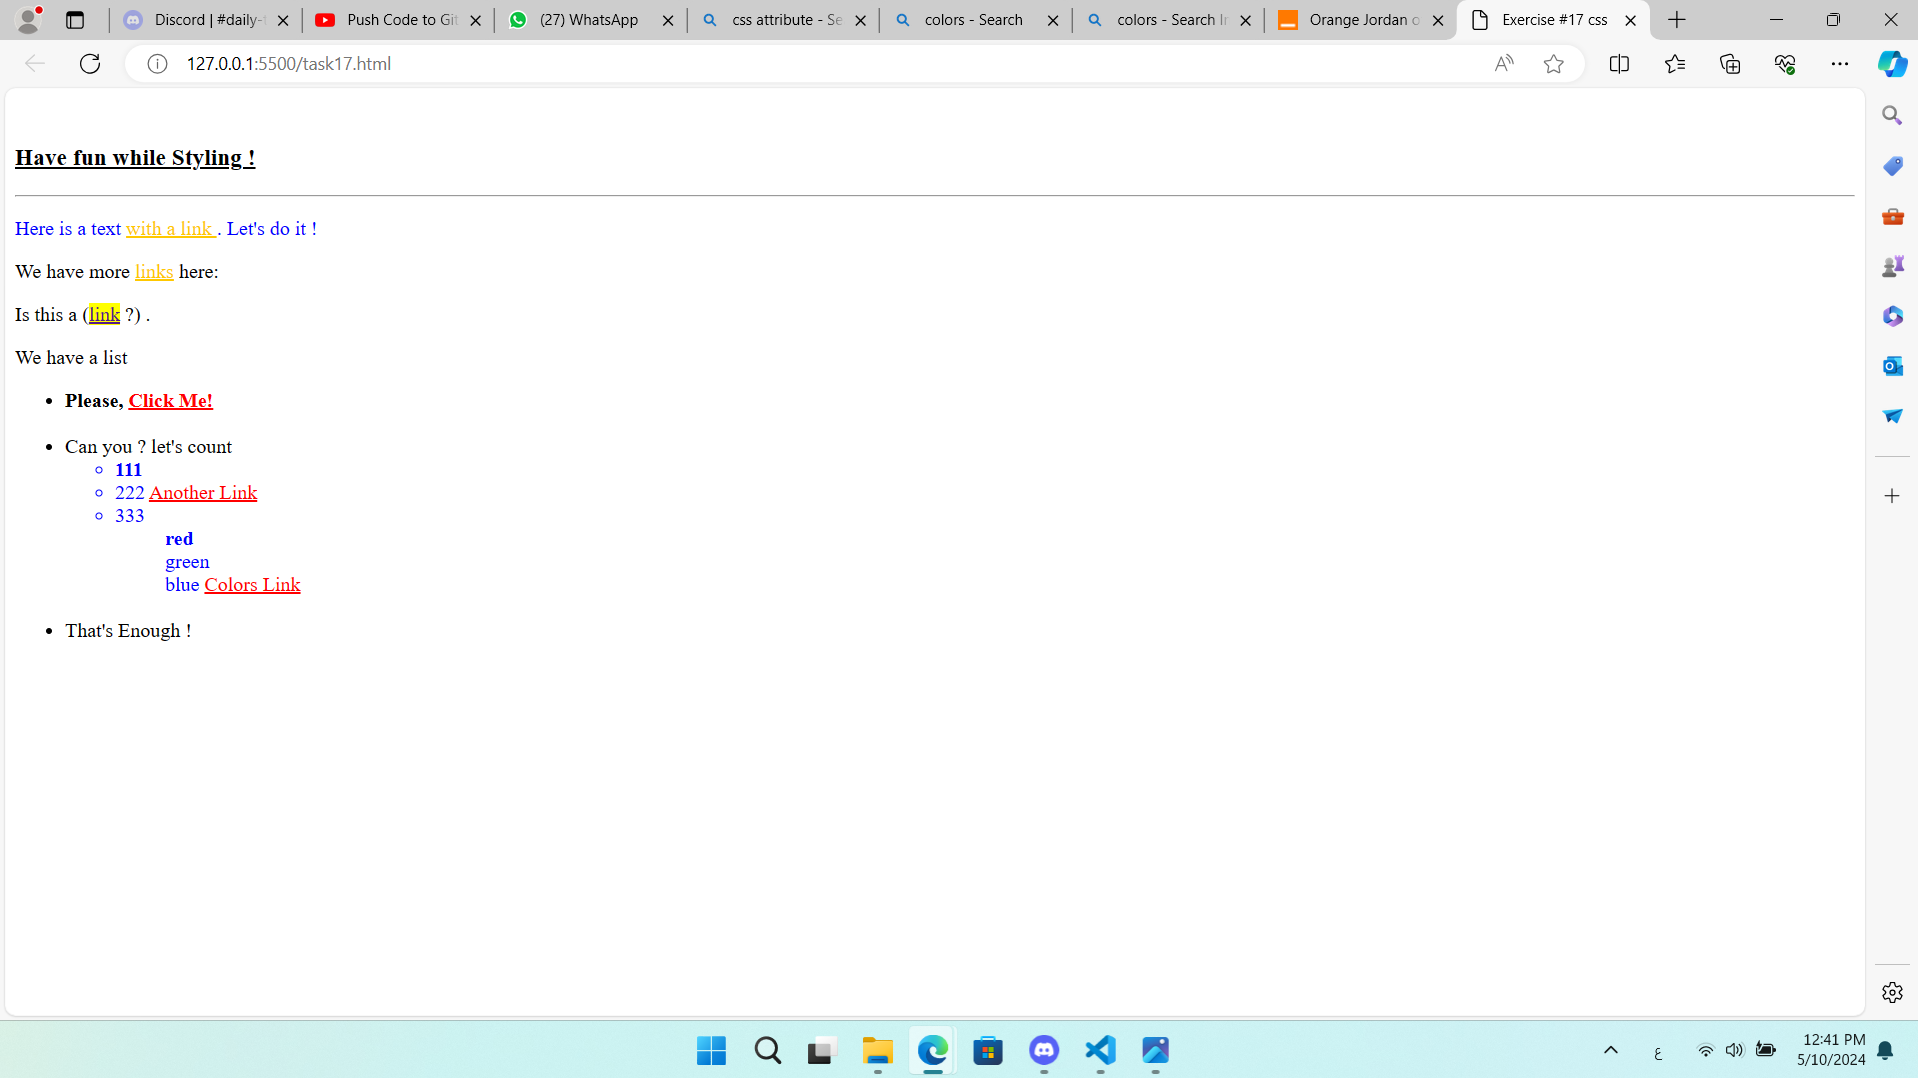 Discord | #daily-
Push Code to Git
(27) WhatsApp
css attribute - Se
colors - Search
colors - Search Ir
Orange Jordan o
Exercise #17 css
127.0.0.1:5500/task17.html
Have fun while Styling !
Here is a text with a link . Let's do it !
We have more links here:
Is this a (link ?) .
We have a list
Please, Click Me!
Can you ? let's count
111
222 Another Link
333
red
green
blue Colors Link
That's Enough !
ع
12:41 PM
5/10/2024